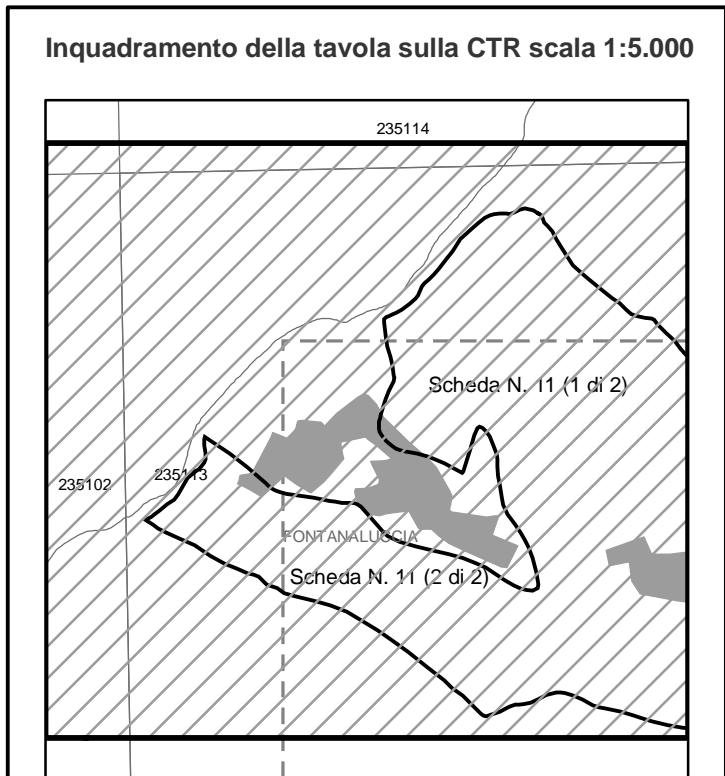 Inquadramento della tavola sulla CTR scala 1:5.000
235114
Scheda N. 11 (1 di 2)
235102
235113
FONTANALUCCIA
Scheda N. 11 (2 di 2)